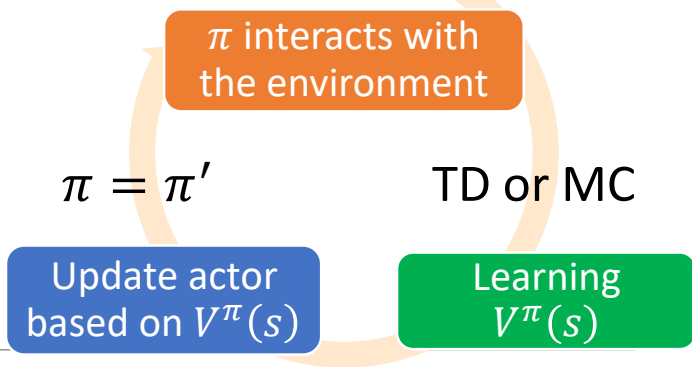 π interacts with
the environment
π = π′
TD or MC
Update actor
based on V^π(s)
Learning
V^π(s)